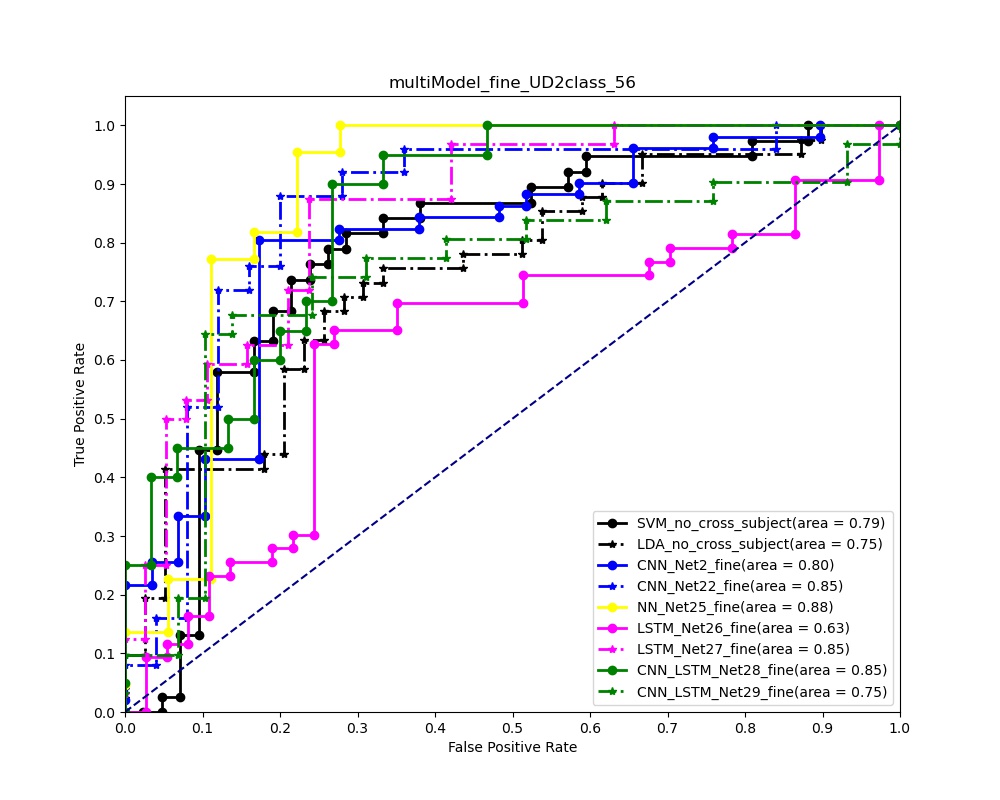 multiModel_fine_UD2class_56
True Positive Rate
1.0
0.9
0.8
0.7
0.6
0.5
0.4
0.3
0.2
0.1
0.0
0.0 0.1 0.2 0.3 0.4 0.5 0.6 0.7 0.8 0.9 1.0
False Positive Rate
SVM_no_cross_subject(area = 0.79)
LDA_no_cross_subject(area = 0.75)
CNN_Net2_fine(area = 0.80)
CNN_Net22_fine(area = 0.85)
NN_Net25_fine(area = 0.88)
LSTM_Net26_fine(area = 0.63)
LSTM_Net27_fine(area = 0.85)
CNN_LSTM_Net28_fine(area = 0.85)
CNN_LSTM_Net29_fine(area = 0.75)